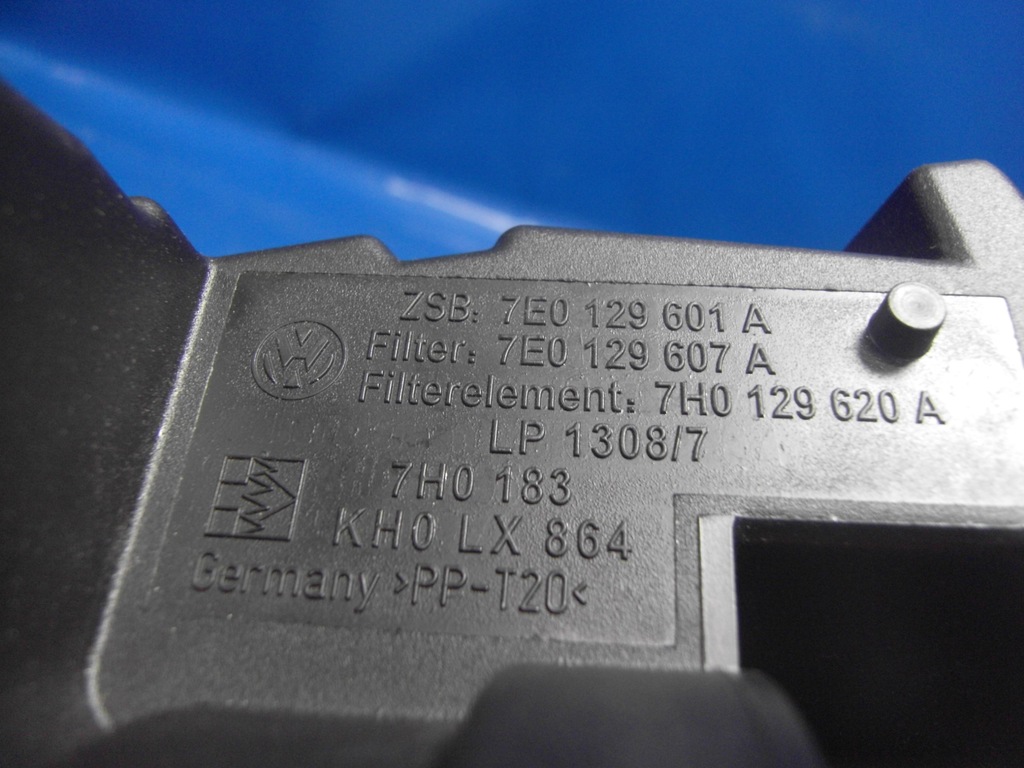 ZSB: 7E0 129 601 A
Filter: 7E0 129 607 A
Filterelement: 7H0 129 620 A
LP 1308/7
7H0 183
KH0 LX 864
Germany >PP-T20<